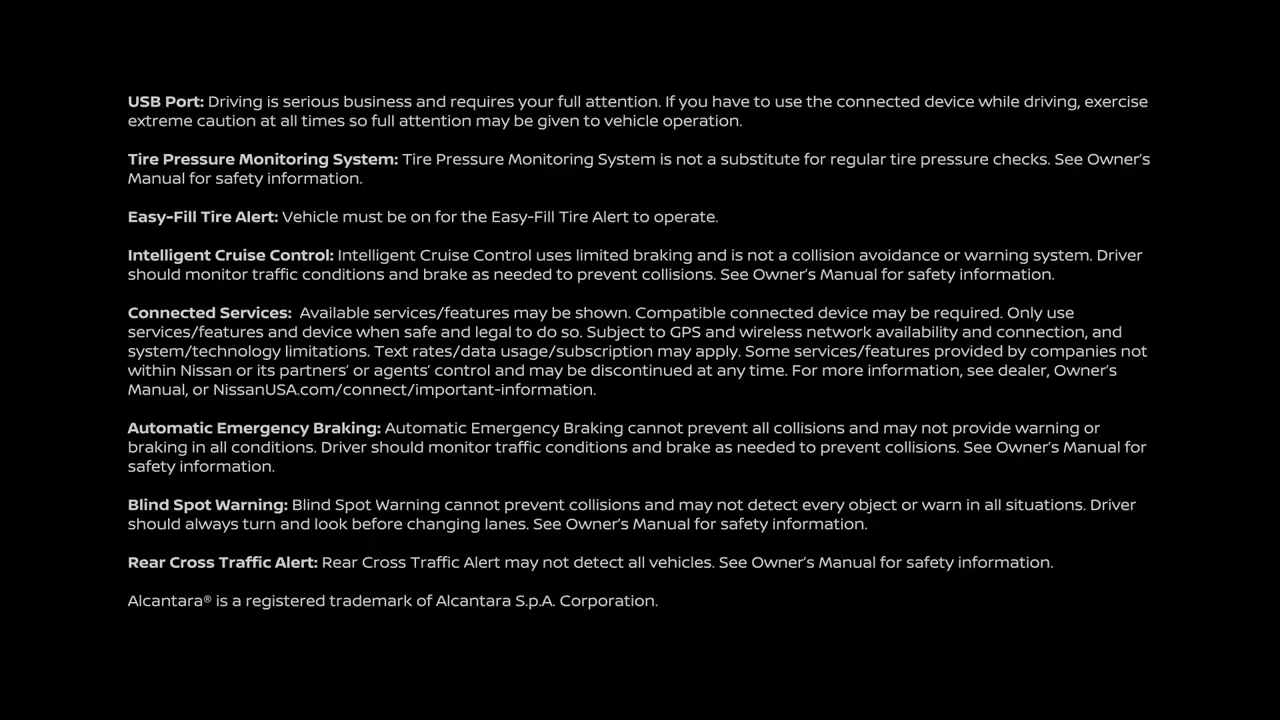 USB Port: Driving is serious business and requires your full attention. If you have to use the connected device while driving, exercise
extreme caution at all times so full attention may be given to vehicle operation.
Tire Pressure Monitoring System: Tire Pressure Monitoring System is not a substitute for regular tire pressure checks. See Owner’s
Manual for safety information.
Easy-Fill Tire Alert: Vehicle must be on for the Easy-Fill Tire Alert to operate.
Intelligent Cruise Control: Intelligent Cruise Control uses limited braking and is not a collision avoidance or warning system. Driver
should monitor traffic conditions and brake as needed to prevent collisions. See Owner’s Manual for safety information.
Connected Services: Available services/features may be shown. Compatible connected device may be required. Only use
services/features and device when safe and legal to do so. Subject to GPS and wireless network availability and connection, and
system/technology limitations. Text rates/data usage/subscription may apply. Some services/features provided by companies not
within Nissan or its partners’ or agents’ control and may be discontinued at any time. For more information, see dealer, Owner’s
Manual, or NissanUSA.com/connect/important-information.
Automatic Emergency Braking: Automatic Emergency Braking cannot prevent all collisions and may not provide warning or
braking in all conditions. Driver should monitor traffic conditions and brake as needed to prevent collisions. See Owner’s Manual for
safety information.
Blind Spot Warning: Blind Spot Warning cannot prevent collisions and may not detect every object or warn in all situations. Driver
should always turn and look before changing lanes. See Owner’s Manual for safety information.
Rear Cross Traffic Alert: Rear Cross Traffic Alert may not detect all vehicles. See Owner’s Manual for safety information.
Alcantara® is a registered trademark of Alcantara S.p.A. Corporation.